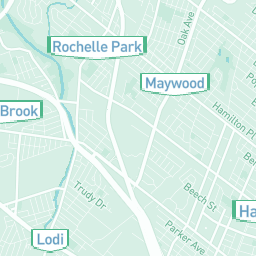 Rochelle Park
Oak Ave
Maywood
Brook
Hamilton Pl
Trudy Dr
Beech St
Lodi
Parker Ave